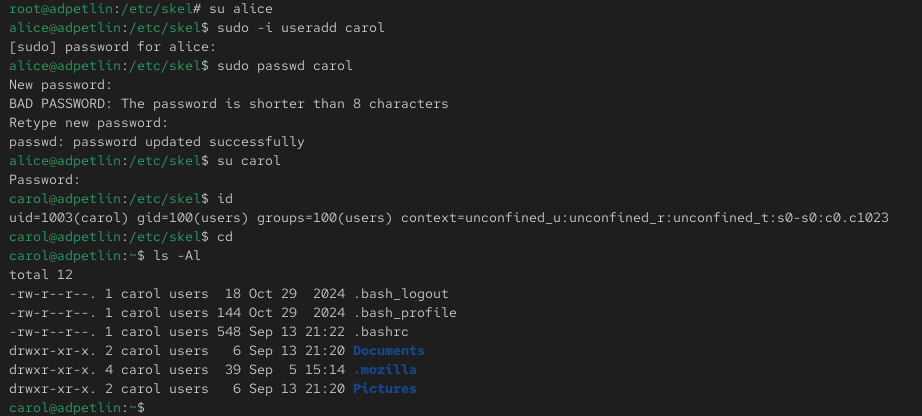 root@adpetlin:/etc/skel# su alice
alice@adpetlin:/etc/skel$ sudo -i useradd carol
[sudo] password for alice:
alice@adpetlin:/etc/skel$ sudo passwd carol
New password:
BAD PASSWORD: The password is shorter than 8 characters
Retype new password:
passwd: password updated successfully
alice@adpetlin:/etc/skel$ su carol
Password:
carol@adpetlin:/etc/skel$ id
uid=1003(carol) gid=100(users) groups=100(users) context=unconfined_u:unconfined_r:unconfined_t:s0-s0:c0.c1023
carol@adpetlin:/etc/skel$ cd
carol@adpetlin:~$ ls -Al
total 12
-rw-r--r--. 1 carol users  18 Oct 29  2024 .bash_logout
-rw-r--r--. 1 carol users 144 Oct 29  2024 .bash_profile
-rw-r--r--. 1 carol users 548 Sep 13 21:22 .bashrc
drwxr-xr-x. 2 carol users   6 Sep 13 21:20 Documents
drwxr-xr-x. 4 carol users  39 Sep  5 15:14 .mozilla
drwxr-xr-x. 2 carol users   6 Sep 13 21:20 Pictures
carol@adpetlin:~$